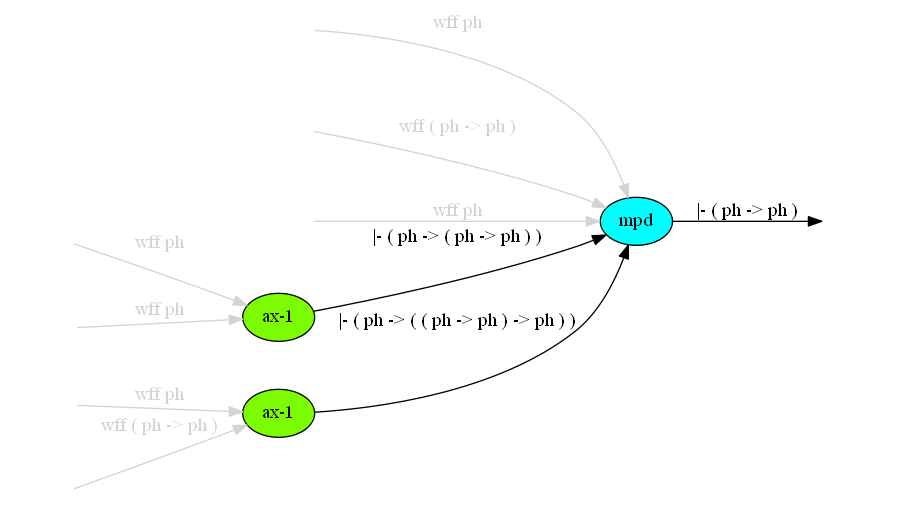 wff ph
wff ( ph -> ph )
wff ph
|- ( ph -> ph )
mpd
|- ( ph -> ( ph -> ph ) )
wff ph
wff ph
ax-1
|- ( ph -> ( ( ph -> ph ) -> ph ) )
wff ph
ax-1
wff ( ph -> ph )